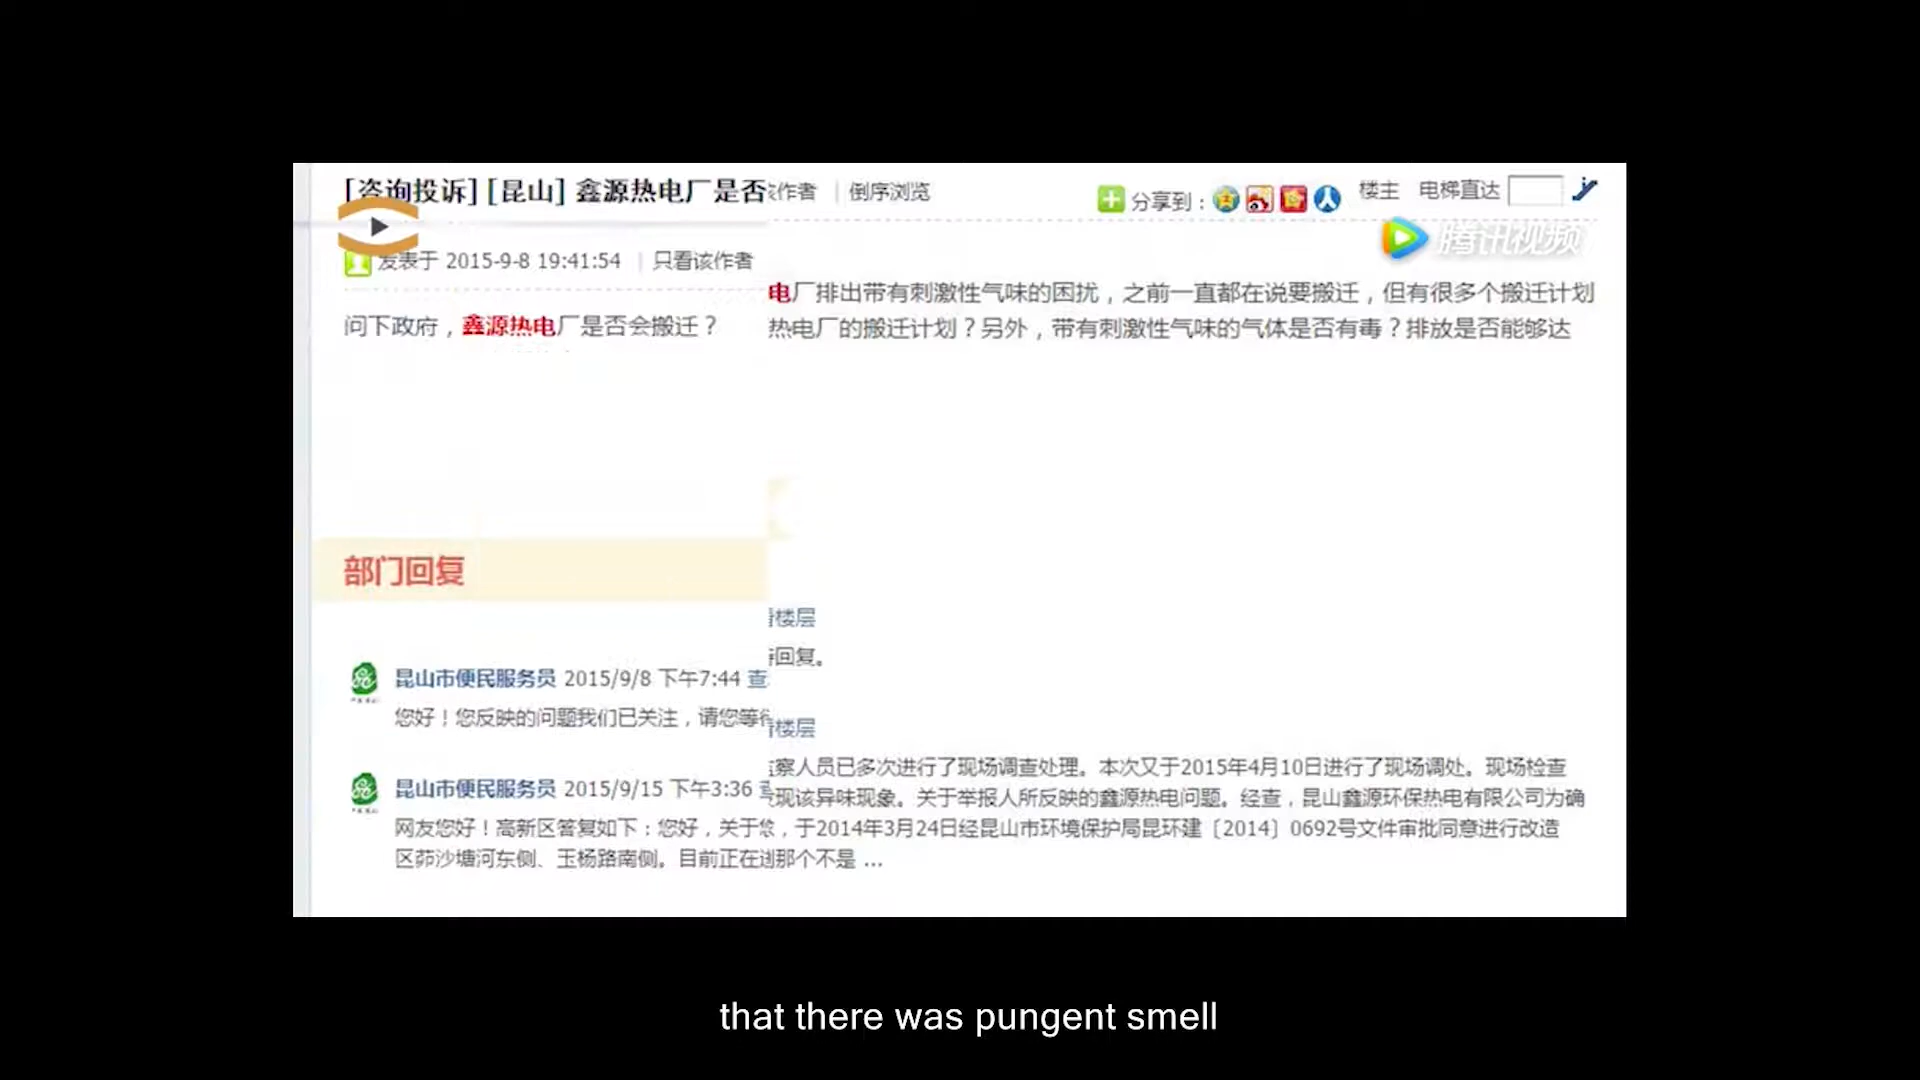 [咨询投诉] [昆山] 鑫源热电厂是否
作者 | 倒序浏览
分享到：
楼主 电梯直达
腾讯视频
发表于 2015-9-8 19:41:54 | 只看该作者
电厂排出带有刺激性气味的困扰，之前一直都在说要搬迁，但有很多个搬迁计划
问下政府，鑫源热电厂是否会搬迁？
热电厂的搬迁计划？另外，带有刺激性气味的气体是否有毒？排放是否能够达
部门回复
楼层
回复。
昆山市便民服务员 2015/9/8 下午7:44 查
您好！您反映的问题我们已关注，请您等待
楼层
察人员已多次进行了现场调查处理。本次又于2015年4月10日进行了现场调处。现场检查
昆山市便民服务员 2015/9/15 下午3:36
现该异味现象。关于举报人所反映的鑫源热电问题。经查，昆山鑫源环保热电有限公司为确
网友您好！高新区答复如下：您好，关于
，于2014年3月24日经昆山市环境保护局昆环建〔2014〕0692号文件审批同意进行改造
区茆沙塘河东侧、玉杨路南侧。目前正在
那个不是 ...
that there was pungent smell